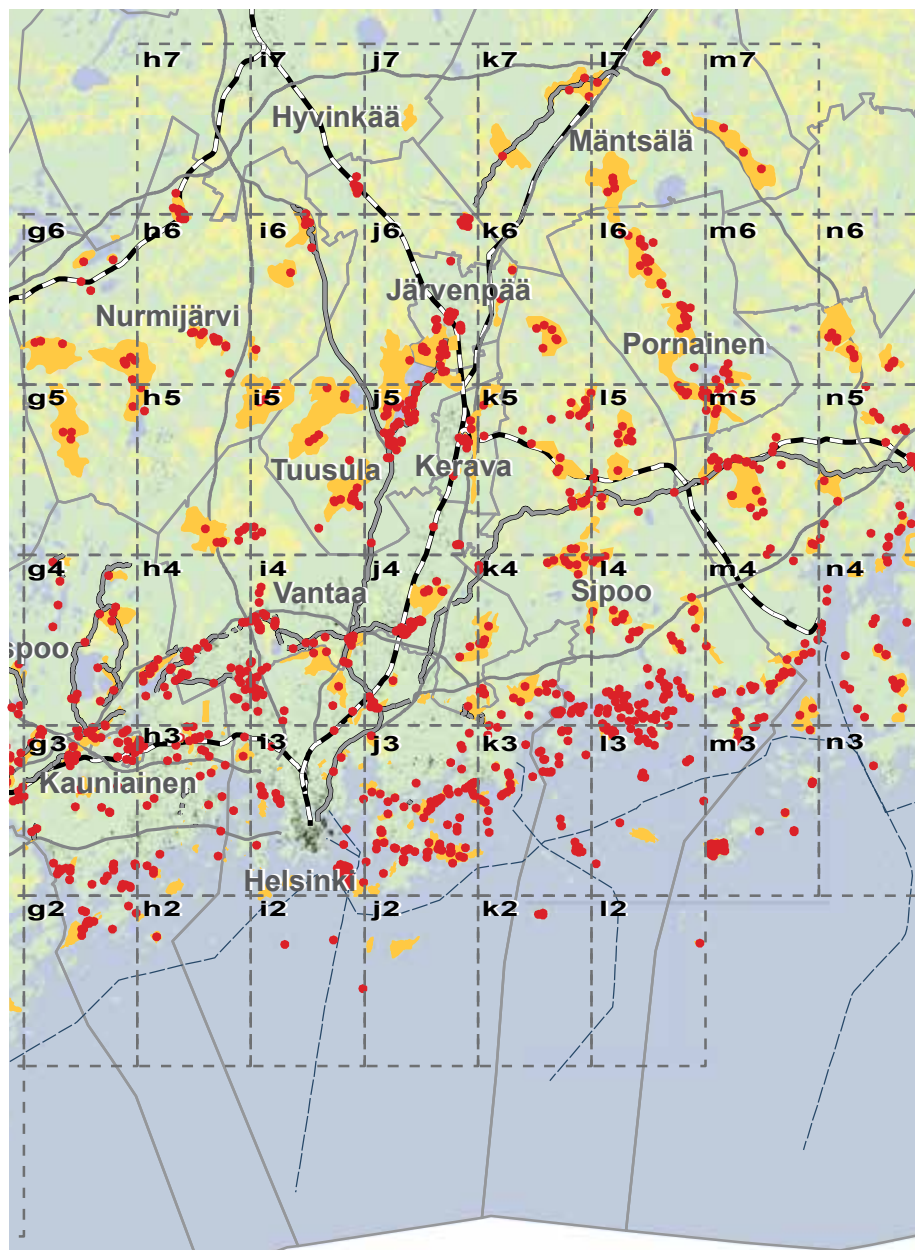 h7 i7 j7 k7 l7 m7
Hyvinkää
Mäntsälä
g6 h6 i6 j6 k6 l6 m6 n6
Järvenpää
Nurmijärvi
Pornainen
g5 h5 i5 j5 k5 l5 m5 n5
Tuusula
Kerava
g4 h4 i4 j4 k4 l4 m4 n4
Vantaa
Sipoo
spoo
g3 h3 i3 j3 k3 l3 m3 n3
Kauniainen
Helsinki
g2 h2 i2 j2 k2 l2